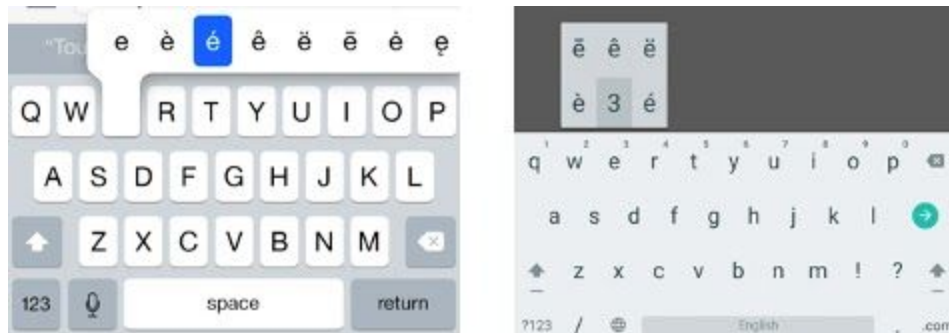 "Tou
e è é ê ë ē ė ę
Q W R T Y U I O P
A S D F G H J K L
Z X C V B N M
123 space return
ē ê ë
è 3 é
1 2 3 4 5 6 7 8 9 0
q w e r t y u i o p
a s d f g h j k l
z x c v b n m ! ?
?123 / English , .com